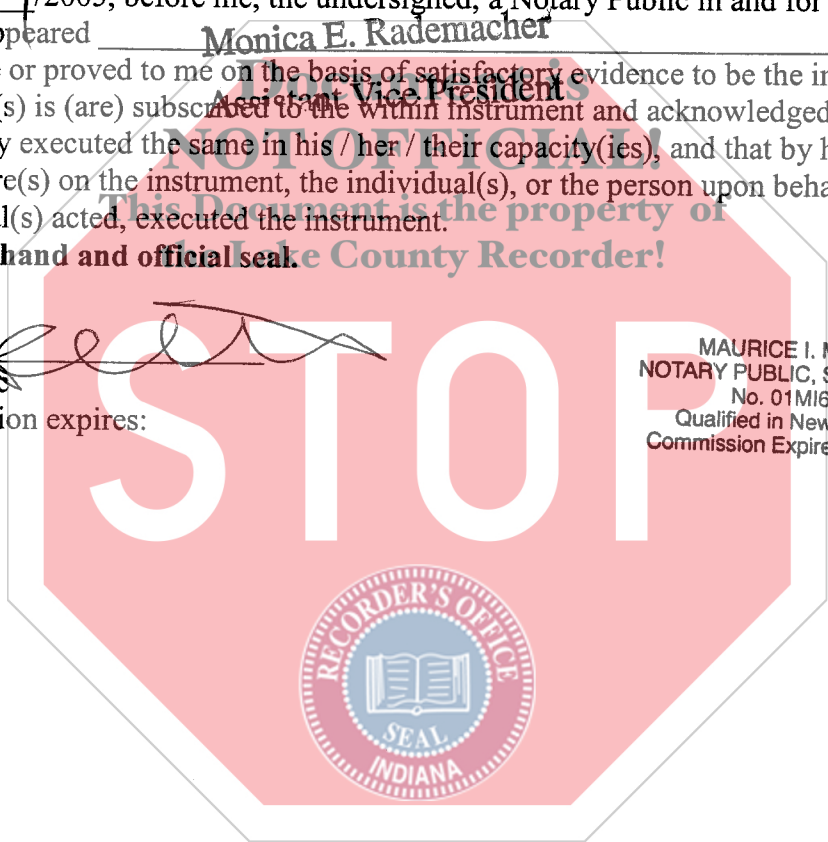 /2003, before me, the undersigned, a Notary Public in and for
ppeared Monica E. Rademacher
or proved to me on the basis of satisfactory evidence to be the in
(s) is (are) subscribed to the within instrument and acknowledged
Assistant Vice President
y executed the same in his / her / their capacity(ies), and that by h
re(s) on the instrument, the individual(s), or the person upon beha
l(s) acted, executed the instrument.
hand and official seal.
Document is
NOT OFFICIAL!
This Document is the property of
the Lake County Recorder!
STOP
MAURICE I. M
NOTARY PUBLIC, S
No. 01MI6
Qualified in New
Commission Expire
ion expires:
RECORDER'S OFFICE
SEAL
INDIANA